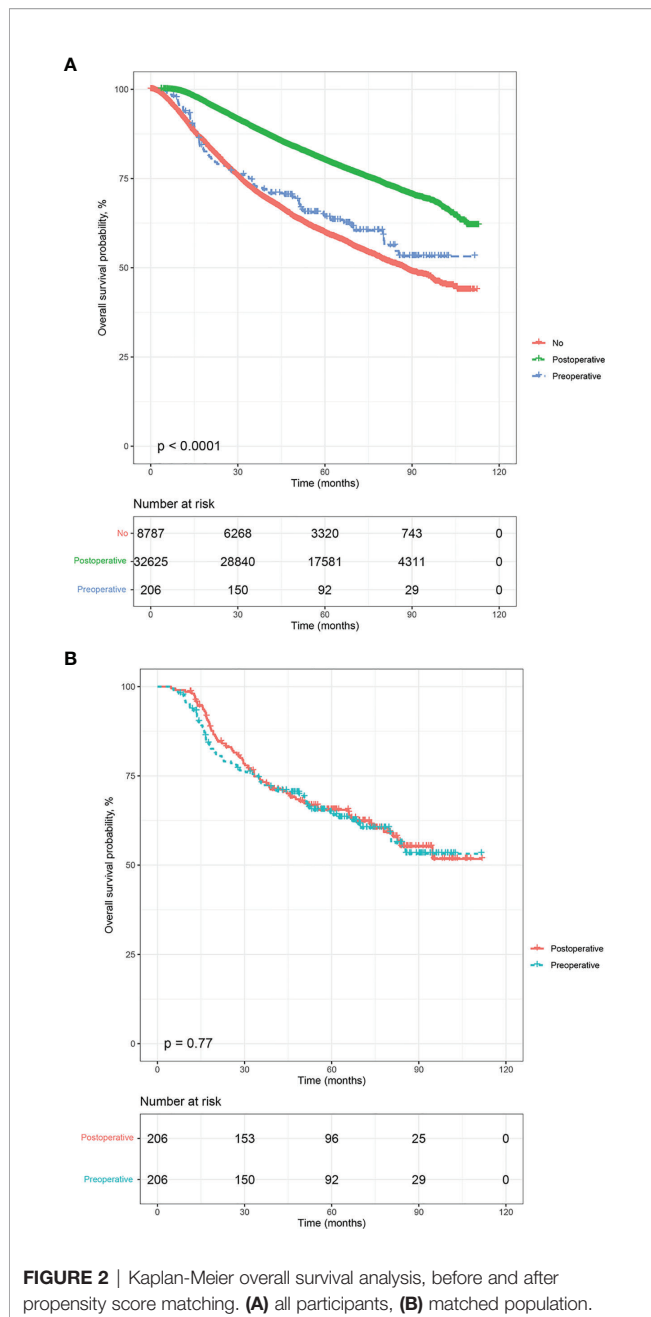 A
Overall survival probability, %
100
75
50
25
0
p < 0.0001
0 30 60 90 120
Time (months)
No
Postoperative
Preoperative
Number at risk
No 8787 6268 3320 743 0
Postoperative 32625 28840 17581 4311 0
Preoperative 206 150 92 29 0
0 30 60 90 120
Time (months)
B
Overall survival probability, %
100
75
50
25
0
p = 0.77
0 30 60 90 120
Time (months)
Postoperative
Preoperative
Number at risk
Postoperative 206 153 96 25 0
Preoperative 206 150 92 29 0
0 30 60 90 120
Time (months)
FIGURE 2 | Kaplan-Meier overall survival analysis, before and after
propensity score matching. (A) all participants, (B) matched population.